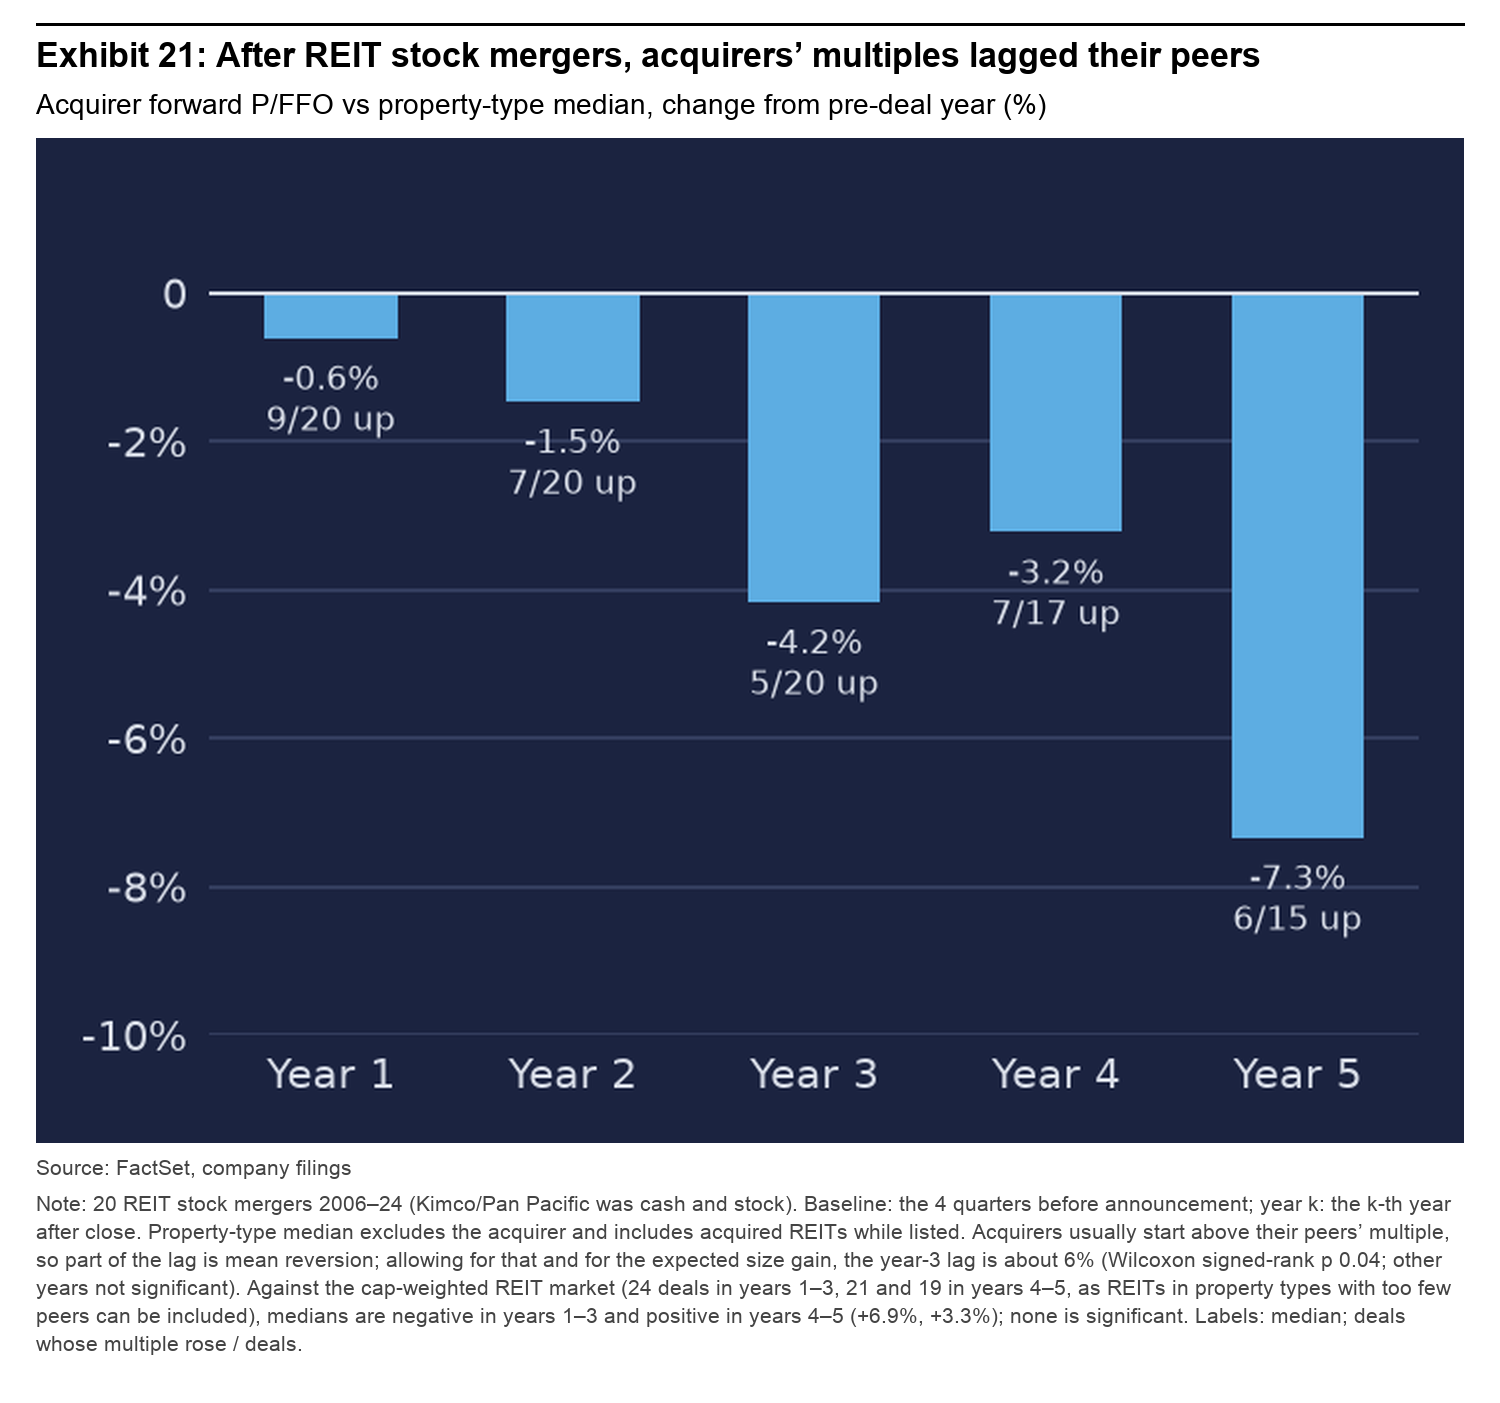 Exhibit 21: After REIT stock mergers, acquirers’ multiples lagged their peers
Acquirer forward P/FFO vs property-type median, change from pre-deal year (%)
0
-2%
-4%
-6%
-8%
-10%
-0.6%
9/20 up
-1.5%
7/20 up
-4.2%
5/20 up
-3.2%
7/17 up
-7.3%
6/15 up
Year 1
Year 2
Year 3
Year 4
Year 5
Source: FactSet, company filings
Note: 20 REIT stock mergers 2006–24 (Kimco/Pan Pacific was cash and stock). Baseline: the 4 quarters before announcement; year k: the k-th year
after close. Property-type median excludes the acquirer and includes acquired REITs while listed. Acquirers usually start above their peers’ multiple,
so part of the lag is mean reversion; allowing for that and for the expected size gain, the year-3 lag is about 6% (Wilcoxon signed-rank p 0.04; other
years not significant). Against the cap-weighted REIT market (24 deals in years 1–3, 21 and 19 in years 4–5, as REITs in property types with too few
peers can be included), medians are negative in years 1–3 and positive in years 4–5 (+6.9%, +3.3%); none is significant. Labels: median; deals
whose multiple rose / deals.